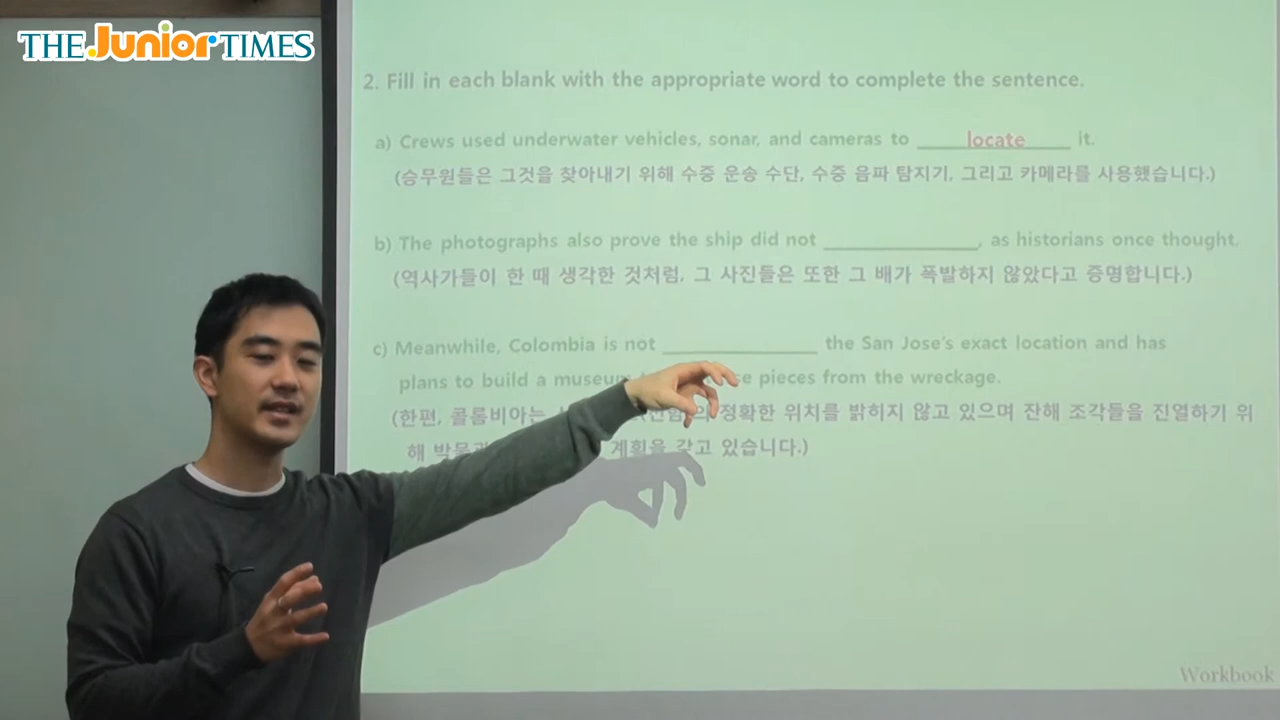 THE Junior TIMES
2. Fill in each blank with the appropriate word to complete the sentence.
a) Crews used underwater vehicles, sonar, and cameras to locate it.
(승무원들은 그것을 찾아내기 위해 수중 운송 수단, 수중 음파 탐지기, 그리고 카메라를 사용했습니다.)
b) The photographs also prove the ship did not ____________, as historians once thought.
(역사가들이 한 때 생각한 것처럼, 그 사진들은 또한 그 배가 폭발하지 않았다고 증명합니다.)
c) Meanwhile, Colombia is not ____________ the San Jose's exact location and has
plans to build a museum pieces from the wreckage.
(한편, 콜롬비아는 정확한 위치를 밝히지 않고 있으며 잔해 조각들을 진열하기 위
해 계획을 갖고 있습니다.)
Workbook